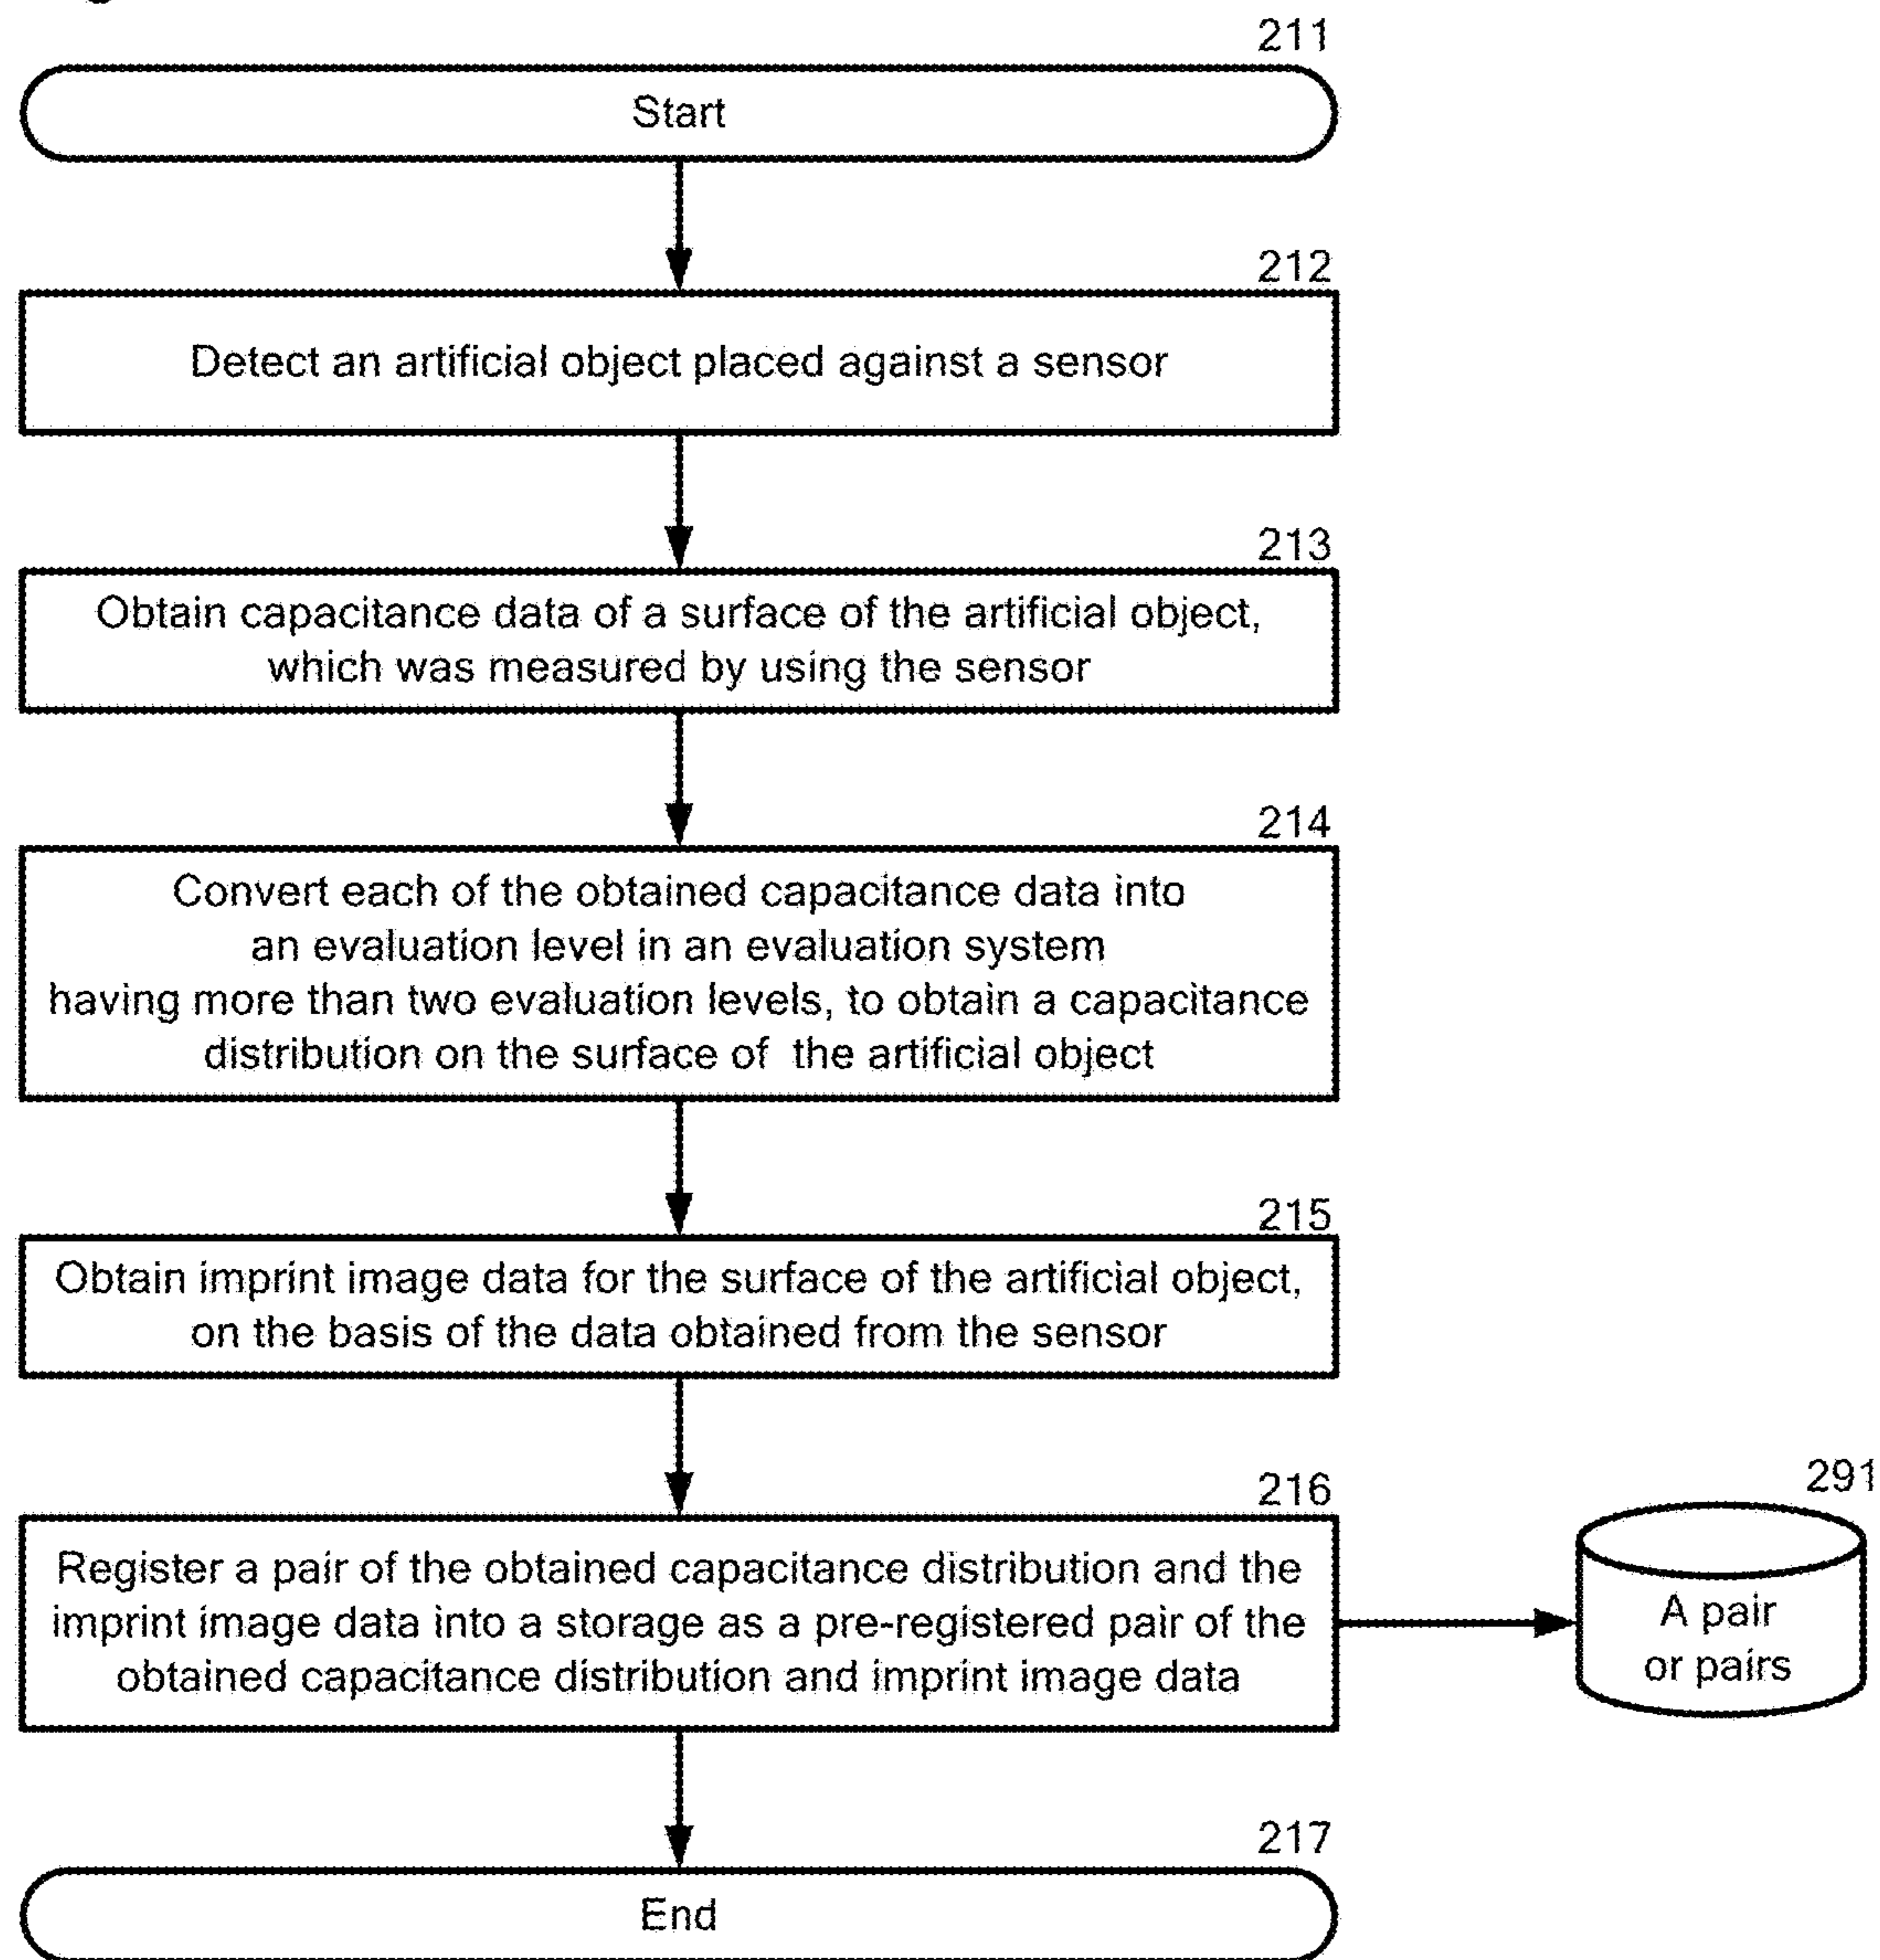 211
Start
212
Detect an artificial object placed against a sensor
213
Obtain capacitance data of a surface of the artificial object,
which was measured by using the sensor
214
Convert each of the obtained capacitance data into
an evaluation level in an evaluation system
having more than two evaluation levels, to obtain a capacitance
distribution on the surface of the artificial object
215
Obtain imprint image data for the surface of the artificial object,
on the basis of the data obtained from the sensor
216
Register a pair of the obtained capacitance distribution and the
imprint image data into a storage as a pre-registered pair of the
obtained capacitance distribution and imprint image data
291
A pair
or pairs
217
End